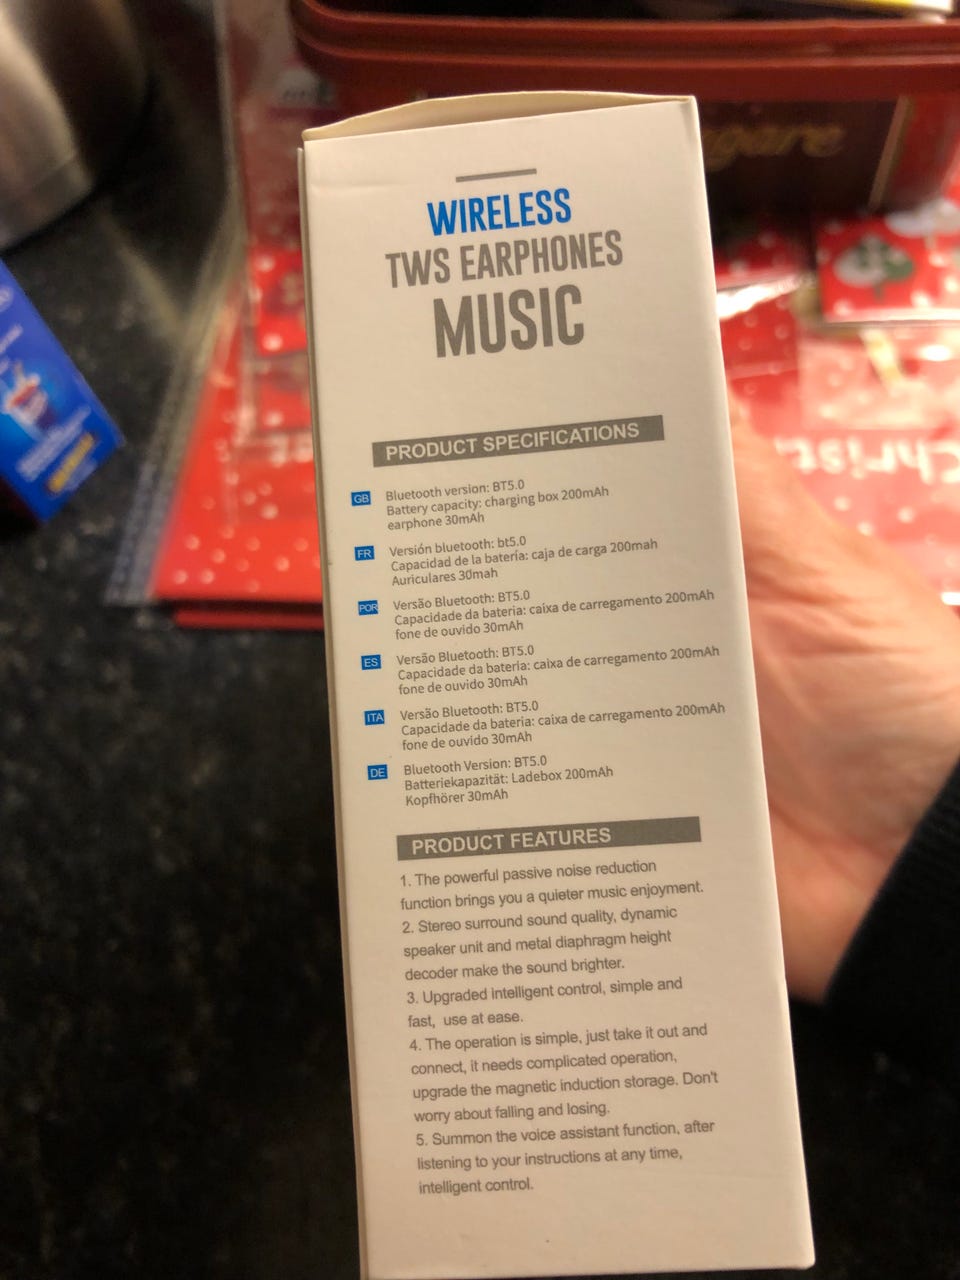 WIRELESS
TWS EARPHONES
MUSIC
PRODUCT SPECIFICATIONS
GB
Bluetooth version: BT5.0
Battery capacity: charging box 200mAh
earphone 30mAh
FR
Versión bluetooth: bt5.0
Capacidad de la batería: caja de carga 200mah
Auriculares 30mah
POR
Versão Bluetooth: BT5.0
Capacidade da bateria: caixa de carregamento 200mAh
fone de ouvido 30mAh
ES
Versão Bluetooth: BT5.0
Capacidade da bateria: caixa de carregamento 200mAh
fone de ouvido 30mAh
ITA
Versão Bluetooth: BT5.0
Capacidade da bateria: caixa de carregamento 200mAh
fone de ouvido 30mAh
DE
Bluetooth Version: BT5.0
Batteriekapazität: Ladebox 200mAh
Kopfhörer 30mAh
PRODUCT FEATURES
1. The powerful passive noise reduction
function brings you a quieter music enjoyment.
2. Stereo surround sound quality, dynamic
speaker unit and metal diaphragm height
decoder make the sound brighter.
3. Upgraded intelligent control, simple and
fast, use at ease.
4. The operation is simple, just take it out and
connect, it needs complicated operation,
upgrade the magnetic induction storage. Don't
worry about falling and losing.
5. Summon the voice assistant function, after
listening to your instructions at any time,
intelligent control.
Christ